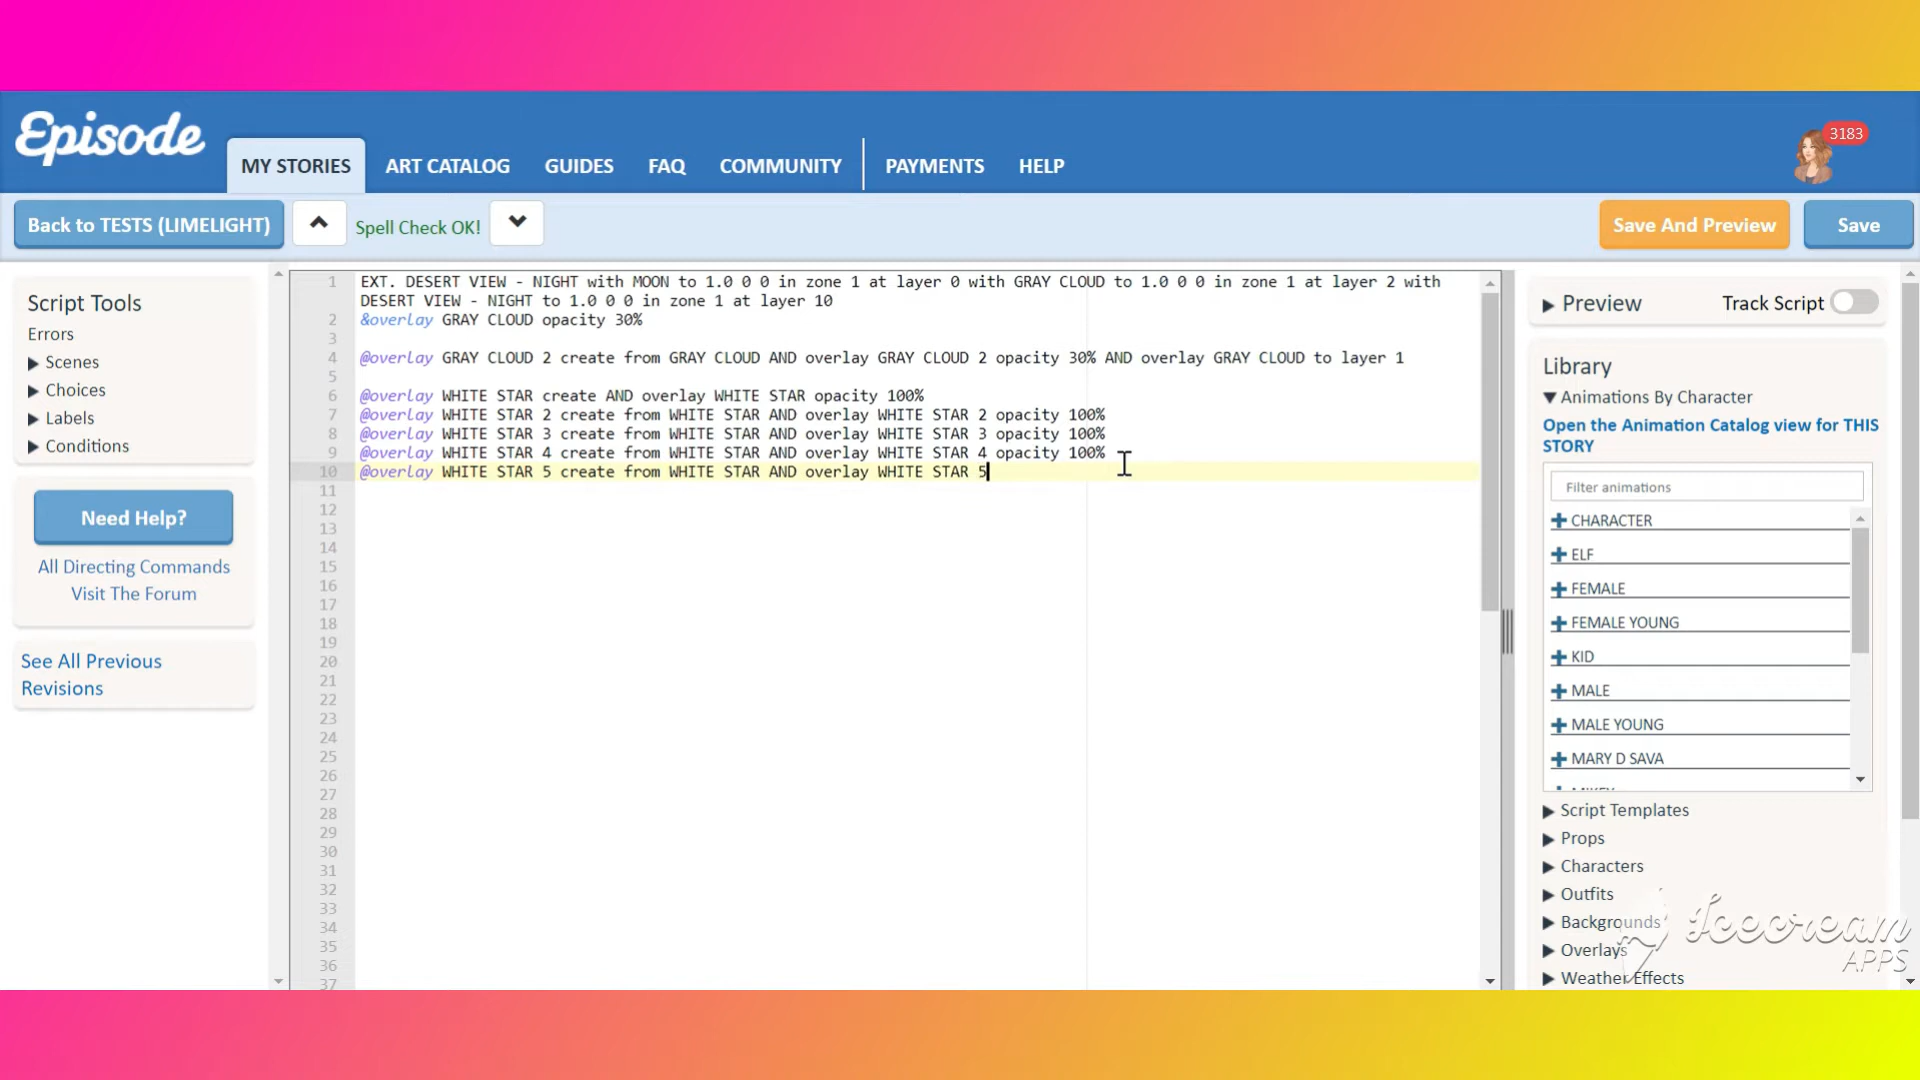 Episode
MY STORIES
ART CATALOG
GUIDES
FAQ
COMMUNITY
PAYMENTS
HELP
3183
Back to TESTS (LIMELIGHT)
Spell Check OK!
Save And Preview
Save
Script Tools
Errors
Scenes
Choices
Labels
Conditions
Need Help?
All Directing Commands
Visit The Forum
See All Previous
Revisions
1 EXT. DESERT VIEW - NIGHT with MOON to 1.0 0 0 in zone 1 at layer 0 with GRAY CLOUD to 1.0 0 0 in zone 1 at layer 2 with
DESERT VIEW - NIGHT to 1.0 0 0 in zone 1 at layer 10
2 &overlay GRAY CLOUD opacity 30%
3
4 @overlay GRAY CLOUD 2 create from GRAY CLOUD AND overlay GRAY CLOUD 2 opacity 30% AND overlay GRAY CLOUD to layer 1
5
6 @overlay WHITE STAR create AND overlay WHITE STAR opacity 100%
7 @overlay WHITE STAR 2 create from WHITE STAR AND overlay WHITE STAR 2 opacity 100%
8 @overlay WHITE STAR 3 create from WHITE STAR AND overlay WHITE STAR 3 opacity 100%
9 @overlay WHITE STAR 4 create from WHITE STAR AND overlay WHITE STAR 4 opacity 100%
10 @overlay WHITE STAR 5 create from WHITE STAR AND overlay WHITE STAR 5
11
12
13
14
15
16
17
18
19
20
21
22
23
24
25
26
27
28
29
30
31
32
33
34
35
36
37
Preview
Track Script
Library
Animations By Character
Open the Animation Catalog view for THIS
STORY
Filter animations
CHARACTER
ELF
FEMALE
FEMALE YOUNG
KID
MALE
MALE YOUNG
MARY D SAVA
Script Templates
Props
Characters
Outfits
Backgrounds
Overlays
Weather Effects
Icecream
APPS